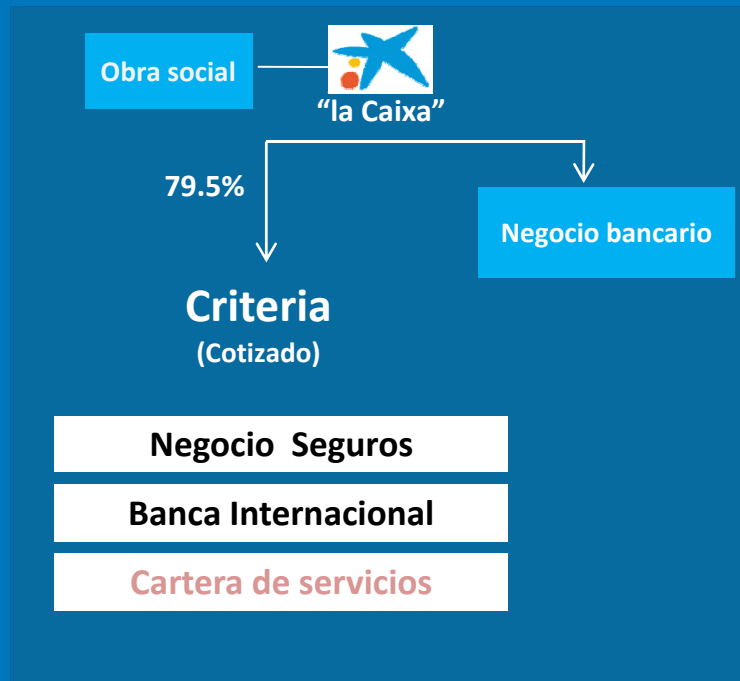 Obra social
“la Caixa”
79.5%
Negocio bancario
Criteria
(Cotizado)
Negocio Seguros
Banca Internacional
Cartera de servicios